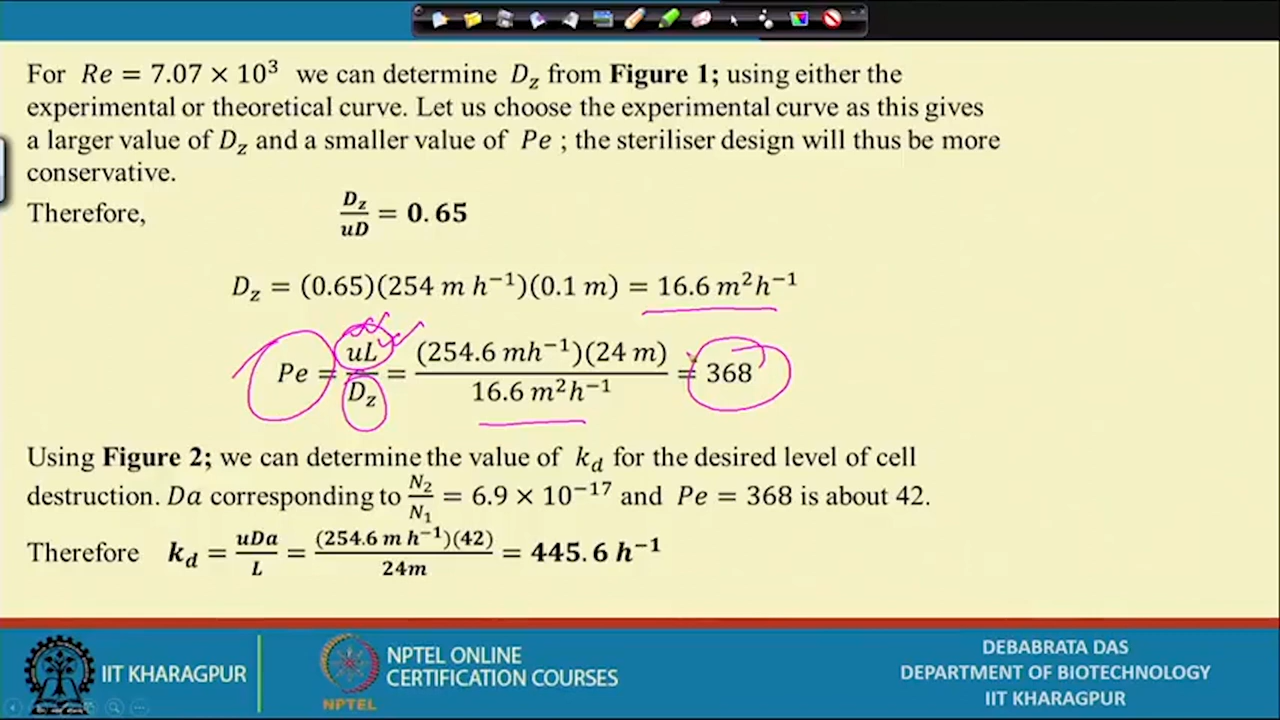 For Re = 7.07 × 10³ we can determine D_z from Figure 1; using either the
experimental or theoretical curve. Let us choose the experimental curve as this gives
a larger value of D_z and a smaller value of Pe ; the steriliser design will thus be more
conservative.
Therefore, D_z/uD = 0.65
D_z = (0.65)(254 m h⁻¹)(0.1 m) = 16.6 m²h⁻¹
Pe = uL/D_z = (254.6 mh⁻¹)(24 m)/16.6 m²h⁻¹ = 368
Using Figure 2; we can determine the value of k_d for the desired level of cell
destruction. Da corresponding to N₂/N₁ = 6.9 × 10⁻¹⁷ and Pe = 368 is about 42.
Therefore k_d = uDa/L = (254.6 m h⁻¹)(42)/24m = 445.6 h⁻¹
IIT KHARAGPUR
NPTEL
NPTEL ONLINE
CERTIFICATION COURSES
DEBABRATA DAS
DEPARTMENT OF BIOTECHNOLOGY
IIT KHARAGPUR